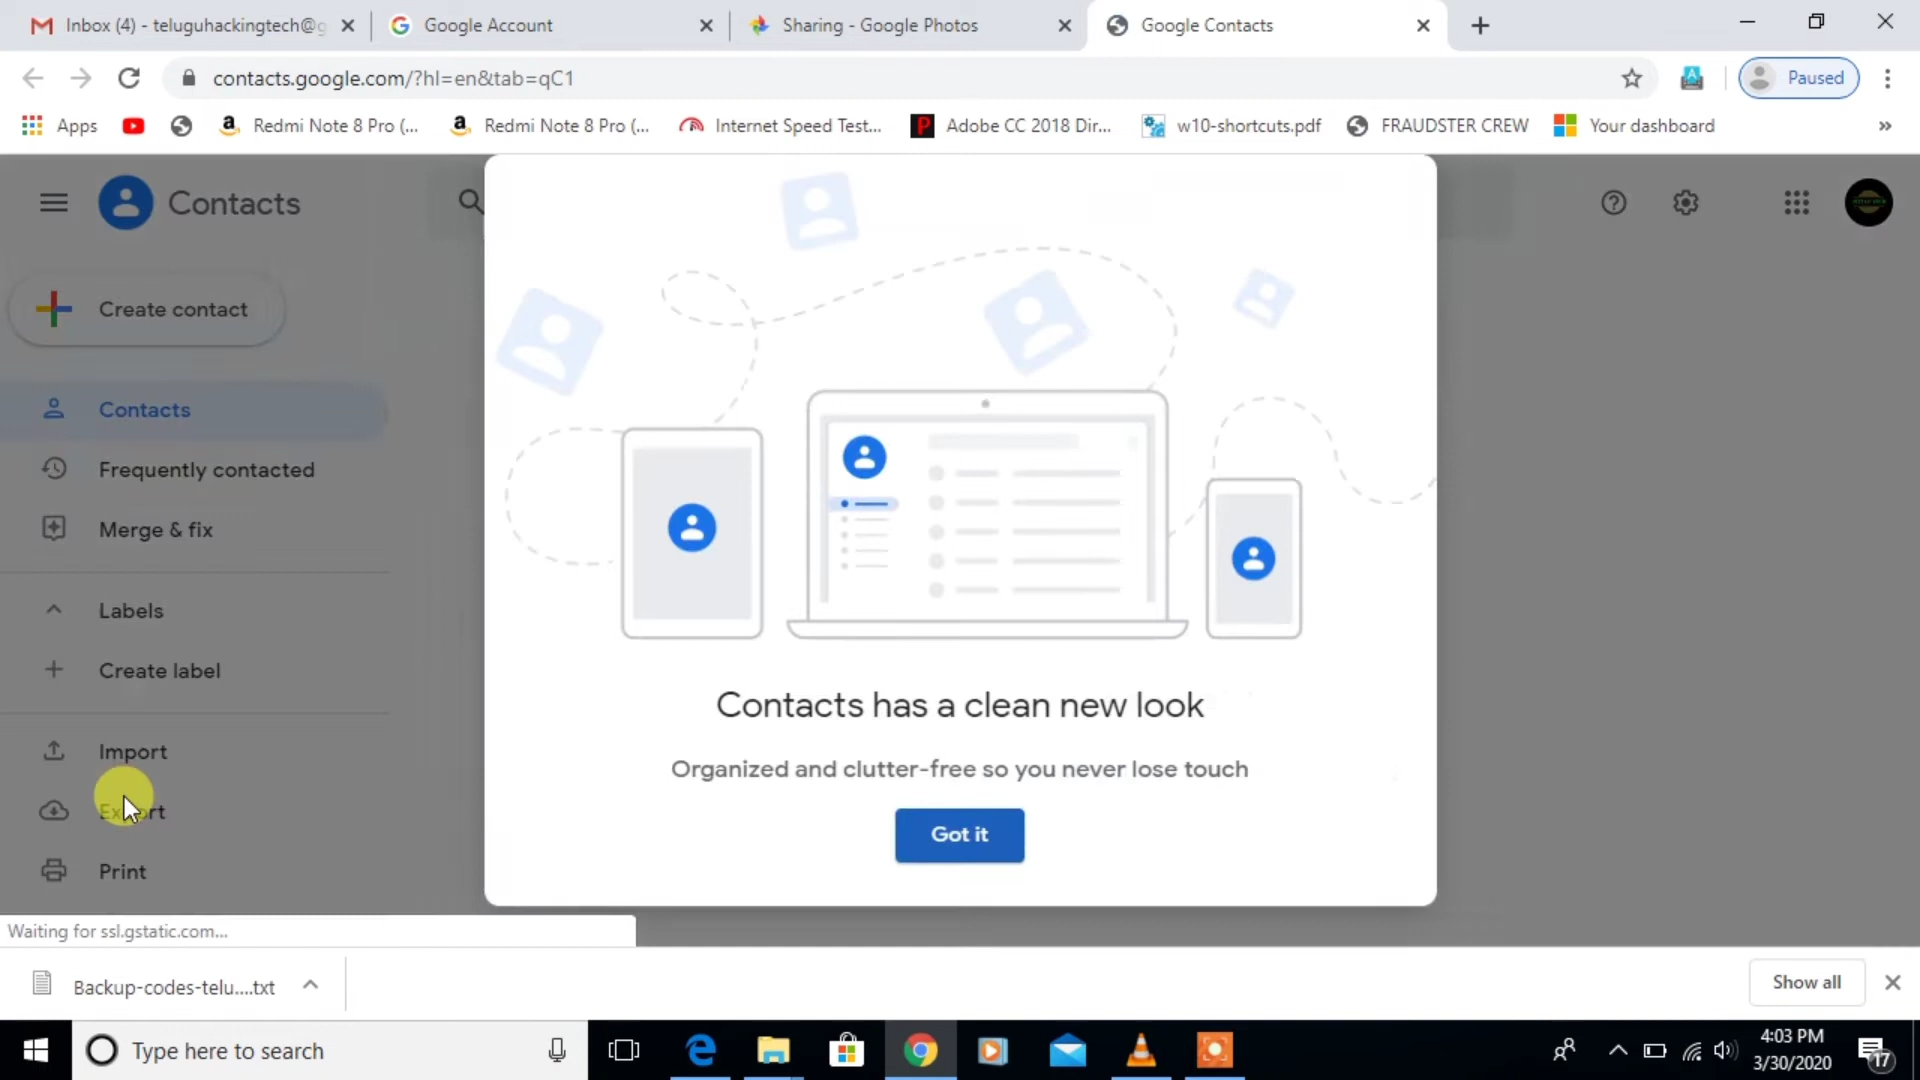 Inbox (4) - teluguhackingtech@g
Google Account
Sharing - Google Photos
Google Contacts
contacts.google.com/?hl=en&tab=qC1
Paused
Apps
Redmi Note 8 Pro (...
Redmi Note 8 Pro (...
Internet Speed Test...
Adobe CC 2018 Dir...
w10-shortcuts.pdf
FRAUDSTER CREW
Your dashboard
»
Contacts
Create contact
Contacts
Frequently contacted
Merge & fix
Labels
Create label
Import
Export
Print
Contacts has a clean new look
Organized and clutter-free so you never lose touch
Got it
Waiting for ssl.gstatic.com...
Backup-codes-telu....txt
Show all
Type here to search
4:03 PM
3/30/2020
17